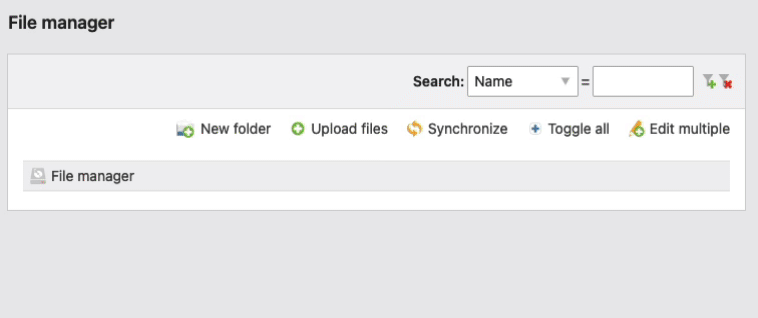 File manager
Search: Name =
New folder Upload files Synchronize Toggle all Edit multiple
File manager